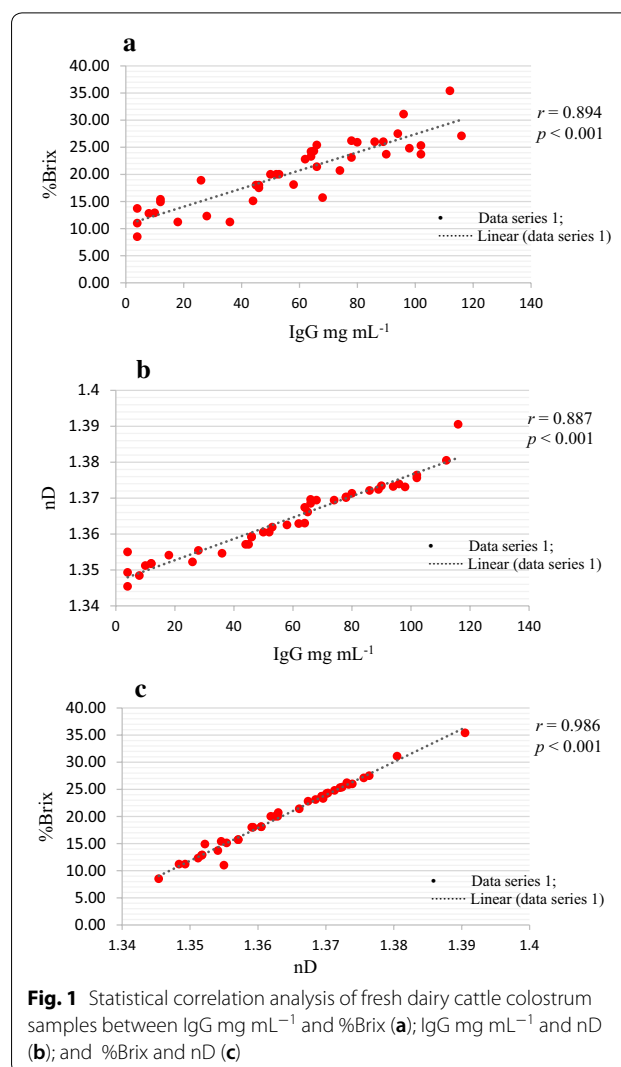 a
40.00
35.00
30.00
25.00
20.00
15.00
10.00
5.00
0.00
%Brix
0 20 40 60 80 100 120 140
IgG mg mL⁻¹
r = 0.894
p < 0.001
• Data series 1;
Linear (data series 1)
b
1.4
1.39
1.38
1.37
1.36
1.35
1.34
nD
0 20 40 60 80 100 120 140
IgG mg mL⁻¹
r = 0.887
p < 0.001
• Data series 1;
Linear (data series 1)
c
40.00
35.00
30.00
25.00
20.00
15.00
10.00
5.00
0.00
%Brix
1.34 1.35 1.36 1.37 1.38 1.39 1.4
nD
r = 0.986
p < 0.001
• Data series 1;
Linear (data series 1)
Fig. 1 Statistical correlation analysis of fresh dairy cattle colostrum
samples between IgG mg mL⁻¹ and %Brix (a); IgG mg mL⁻¹ and nD
(b); and %Brix and nD (c)